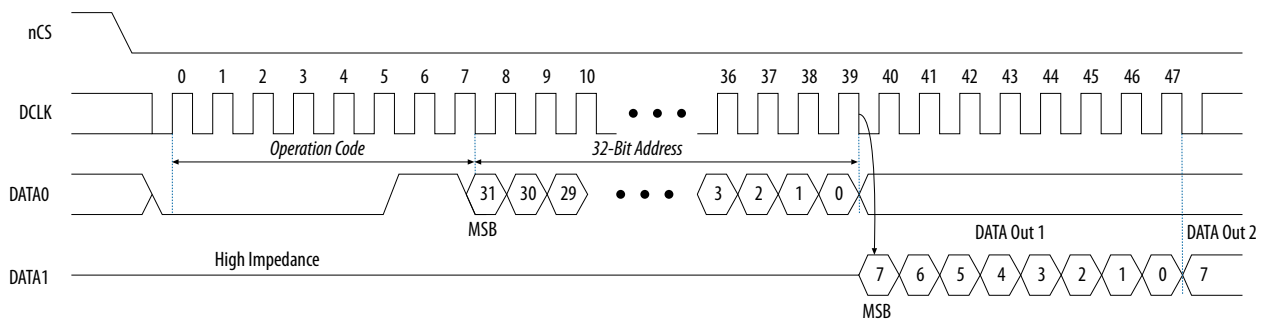 nCS
0 1 2 3 4 5 6 7 8 9 10 36 37 38 39 40 41 42 43 44 45 46 47
DCLK
Operation Code 32-Bit Address
DATA0 31 30 29 3 2 1 0
MSB DATA Out 1 DATA Out 2
High Impedance
DATA1 7 6 5 4 3 2 1 0 7
MSB